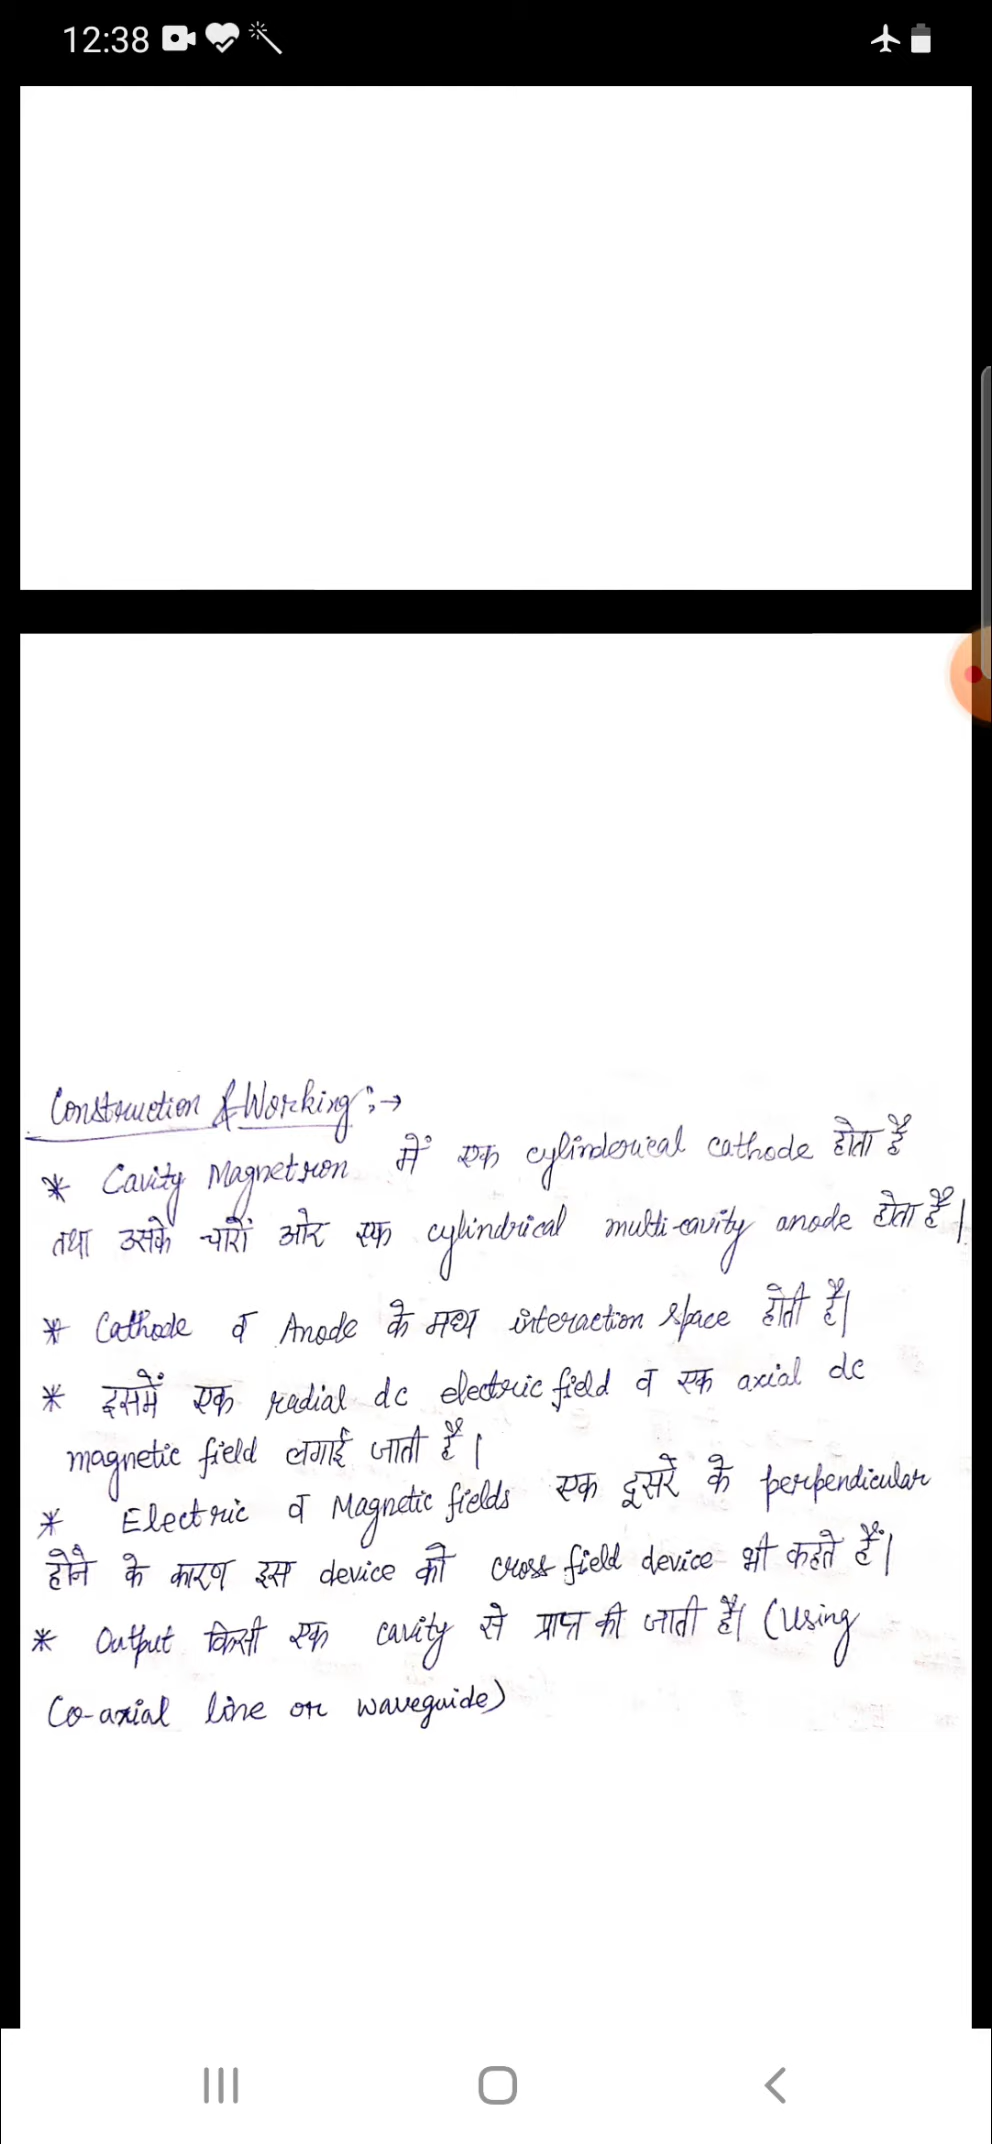 12:38
Construction & Working :→
* Cavity Magnetron में एक cylinderical cathode होता है
तथा उसके चारों ओर एक cylindrical multi-cavity anode होता है।
* Cathode व Anode के मध्य interaction space होती है।
* इसमें एक radial dc electric field व एक axial dc
magnetic field लगाई जाती है।
* Electric व Magnetic fields एक दूसरे के perpendicular
होने के कारण इस device को cross field device भी कहते हैं।
* Output किसी एक cavity से प्राप्त की जाती है। (Using
Co-axial line or waveguide)